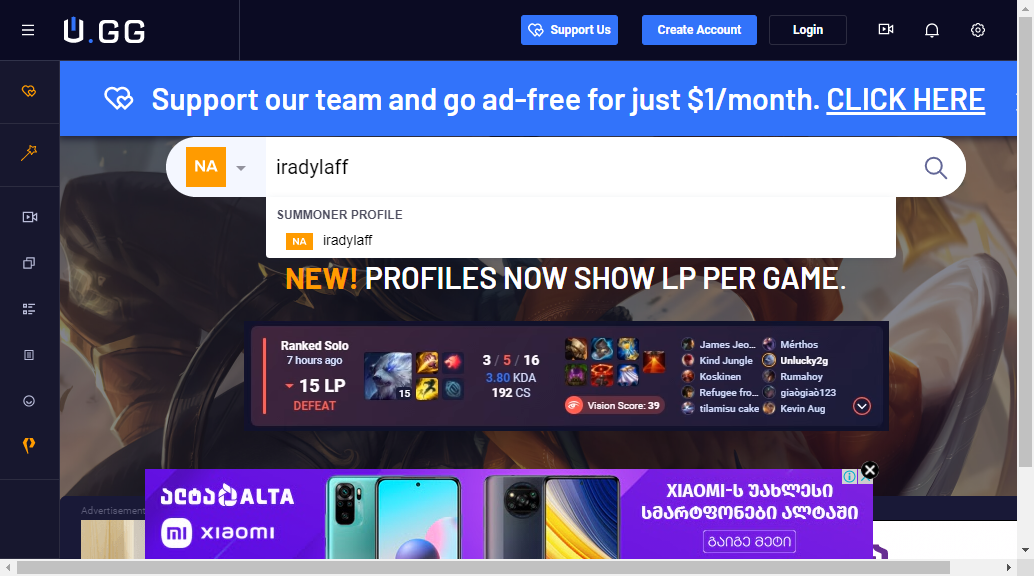 U.GG
Support Us
Create Account
Login
Support our team and go ad-free for just $1/month. CLICK HERE
NA
iradylaff
SUMMONER PROFILE
NA iradylaff
NEW! PROFILES NOW SHOW LP PER GAME.
Ranked Solo
7 hours ago
15 LP
DEFEAT
15
3 / 5 / 16
3.80 KDA
192 CS
Vision Score: 39
James Jeo...
Kind Jungle
Koskinen
Refugee fro...
tilamisu cake
Mérthos
Unlucky2g
Rumahoy
giaògiaò123
Kevin Aug
Advertisement
ალტა ALTA
mi xiaomi
XIAOMI-ს უახლესი
სმარტფონები ალტაში
გაიგე მეტი